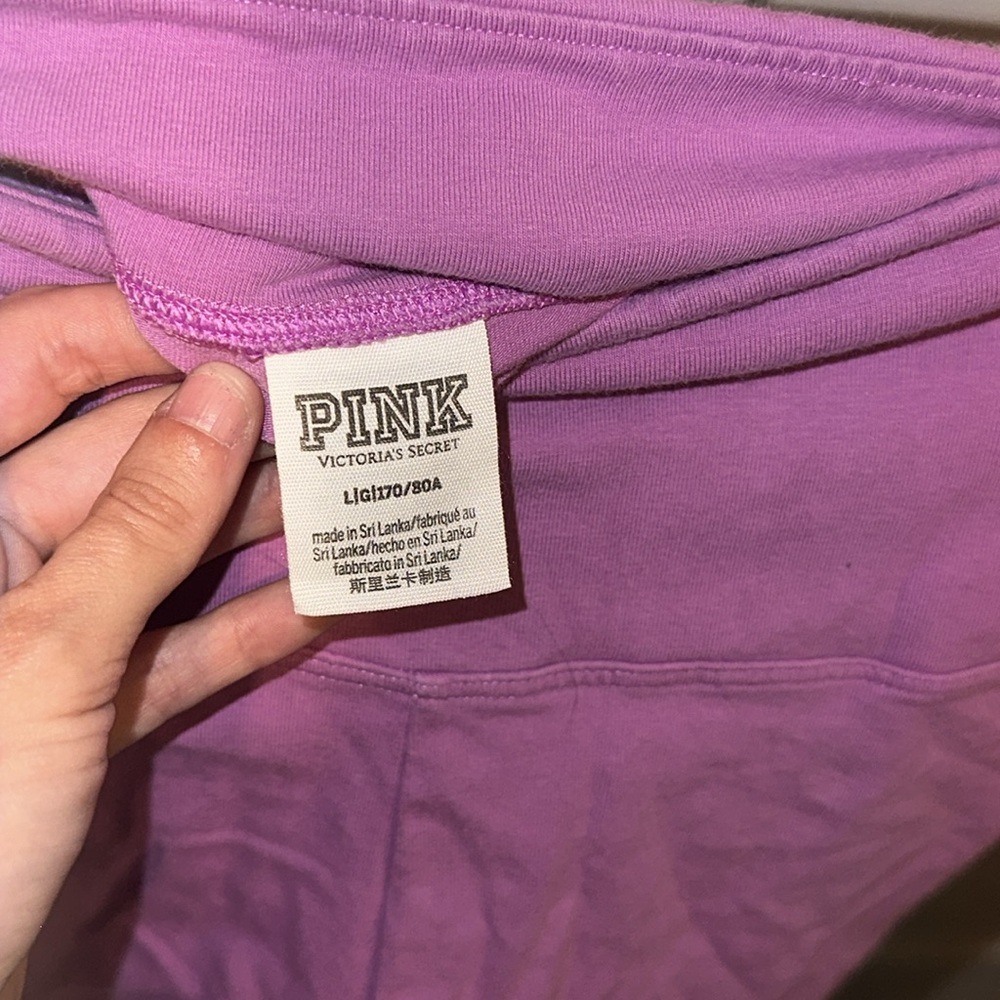 PINK
VICTORIA'S SECRET
L|G|170/80A
made in Sri Lanka/fabriqué au
Sri Lanka/hecho en Sri Lanka/
fabbricato in Sri Lanka/
斯里兰卡制造